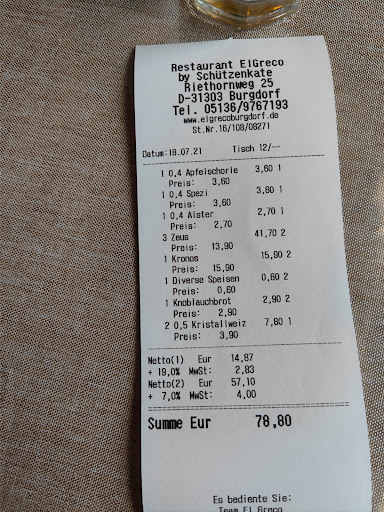 Restaurant ElGreco
by Schützenkate
Riethornweg 25
D-31303 Burgdorf
Tel. 05136/9767193
www.elgrecoburgdorf.de
St.Nr.16/108/08271
Datum:18.07.21 Tisch 12/--
1 0,4 Apfelschorle 3,60 1
Preis: 3,60
1 0,4 Spezi 3,60 1
Preis: 3,60
1 0,4 Alster 2,70 1
Preis: 2,70
3 Zeus 41,70 2
Preis: 13,90
1 Kronos 15,90 2
Preis: 15,90
1 Diverse Speisen 0,60 2
Preis: 0,60
1 Knoblauchbrot 2,90 2
Preis: 2,90
2 0,5 Kristallweiz 7,80 1
Netto(1) Eur 14,87
+ 19,0% MwSt: 2,83
Netto(2) Eur 57,10
+ 7,0% MwSt: 4,00
Summe Eur 78,80
Es bediente Sie:
Team El Greco